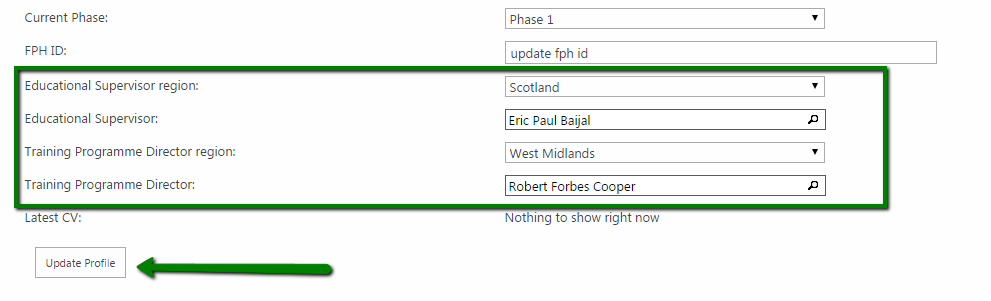 Current Phase: Phase 1
FPH ID: update fph id
Educational Supervisor region: Scotland
Educational Supervisor: Eric Paul Baijal
Training Programme Director region: West Midlands
Training Programme Director: Robert Forbes Cooper
Latest CV: Nothing to show right now
Update Profile